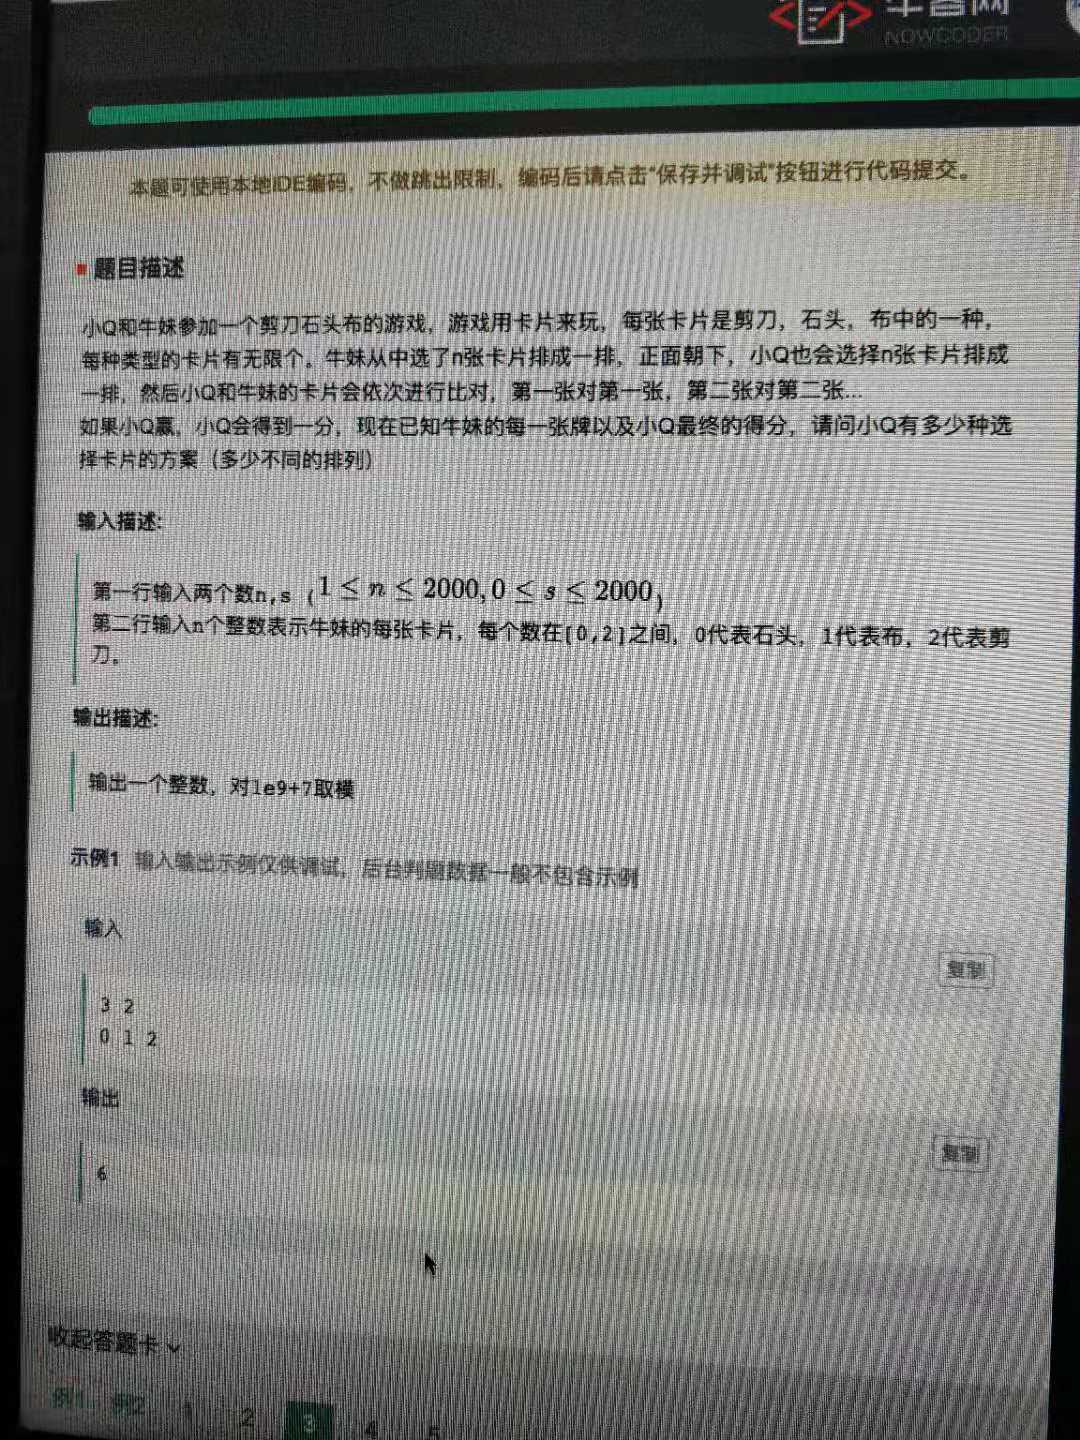 牛客网
NOWCODER
本题可使用本地IDE编码，不做跳出限制，编码后请点击“保存并调试”按钮进行代码提交。
题目描述
小Q和牛妹参加一个剪刀石头布的游戏，游戏用卡片来玩，每张卡片是剪刀，石头，布中的一种，
每种类型的卡片有无限个。牛妹从中选了n张卡片排成一排，正面朝下，小Q也会选择n张卡片排成
一排，然后小Q和牛妹的卡片会依次进行比对，第一张对第一张，第二张对第二张...
如果小Q赢，小Q会得到一分，现在已知牛妹的每一张牌以及小Q最终的得分，请问小Q有多少种选
择卡片的方案（多少不同的排列）
输入描述:
第一行输入两个数n,s（1 ≤ n ≤ 2000, 0 ≤ s ≤ 2000）
第二行输入n个整数表示牛妹的每张卡片，每个数在[0,2]之间，0代表石头，1代表布，2代表剪
刀。
输出描述:
输出一个整数，对1e9+7取模
示例1 输入输出示例仅供调试，后台判题数据一般不包含示例
输入
复制
3 2
0 1 2
输出
复制
6
收起答题卡
例1 例2 1 2 3 4 5